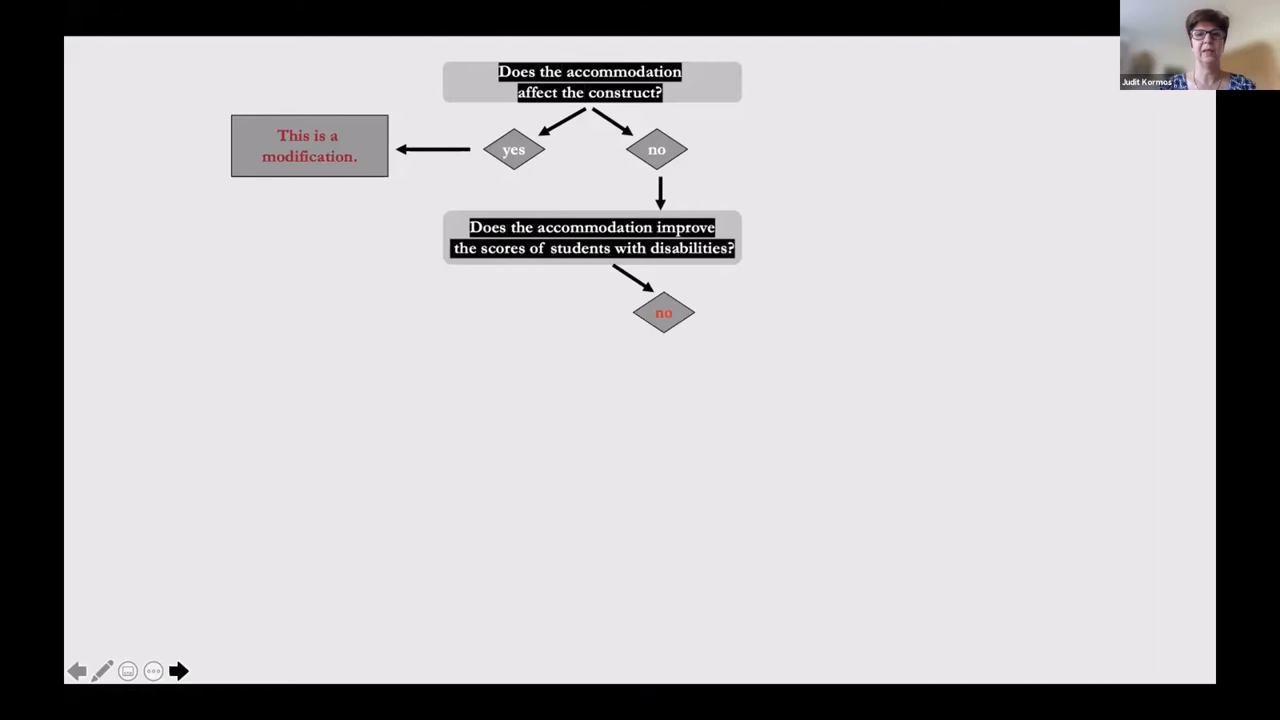 Does the accommodation
affect the construct?
This is a
modification.
yes
no
Does the accommodation improve
the scores of students with disabilities?
no
Judit Kormos